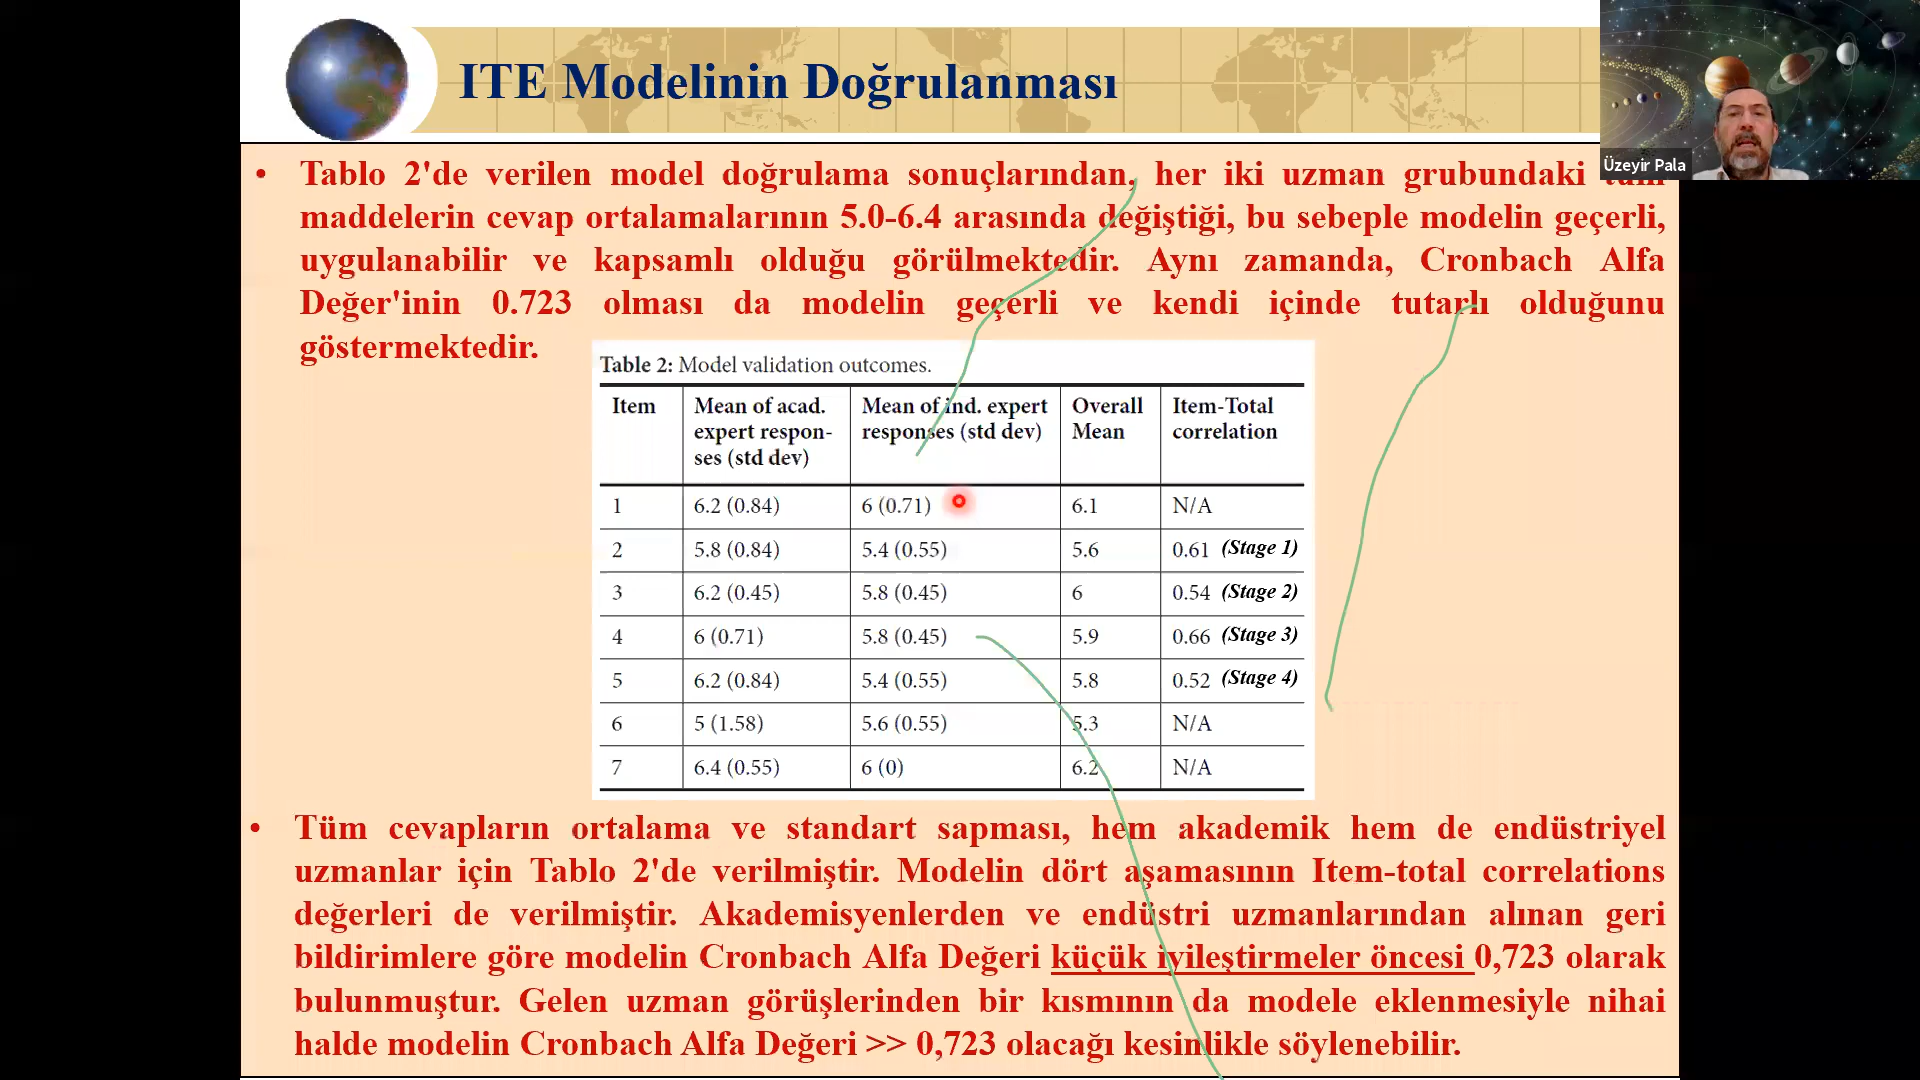 ITE Modelinin Doğrulanması
Üzeyir Pala
• Tablo 2'de verilen model doğrulama sonuçlarından, her iki uzman grubundaki
maddelerin cevap ortalamalarının 5.0-6.4 arasında değiştiği, bu sebeple modelin geçerli,
uygulanabilir ve kapsamlı olduğu görülmektedir. Aynı zamanda, Cronbach Alfa
Değer'inin 0.723 olması da modelin geçerli ve kendi içinde tutarlı olduğunu
göstermektedir.
Table 2: Model validation outcomes.
Item Mean of acad. expert respon-ses (std dev) Mean of ind. expert responses (std dev) Overall Mean Item-Total correlation
1 6.2 (0.84) 6 (0.71) 6.1 N/A
2 5.8 (0.84) 5.4 (0.55) 5.6 0.61 (Stage 1)
3 6.2 (0.45) 5.8 (0.45) 6 0.54 (Stage 2)
4 6 (0.71) 5.8 (0.45) 5.9 0.66 (Stage 3)
5 6.2 (0.84) 5.4 (0.55) 5.8 0.52 (Stage 4)
6 5 (1.58) 5.6 (0.55) 5.3 N/A
7 6.4 (0.55) 6 (0) 6.2 N/A
• Tüm cevapların ortalama ve standart sapması, hem akademik hem de endüstriyel
uzmanlar için Tablo 2'de verilmiştir. Modelin dört aşamasının Item-total correlations
değerleri de verilmiştir. Akademisyenlerden ve endüstri uzmanlarından alınan geri
bildirimlere göre modelin Cronbach Alfa Değeri küçük iyileştirmeler öncesi 0,723 olarak
bulunmuştur. Gelen uzman görüşlerinden bir kısmının da modele eklenmesiyle nihai
halde modelin Cronbach Alfa Değeri >> 0,723 olacağı kesinlikle söylenebilir.